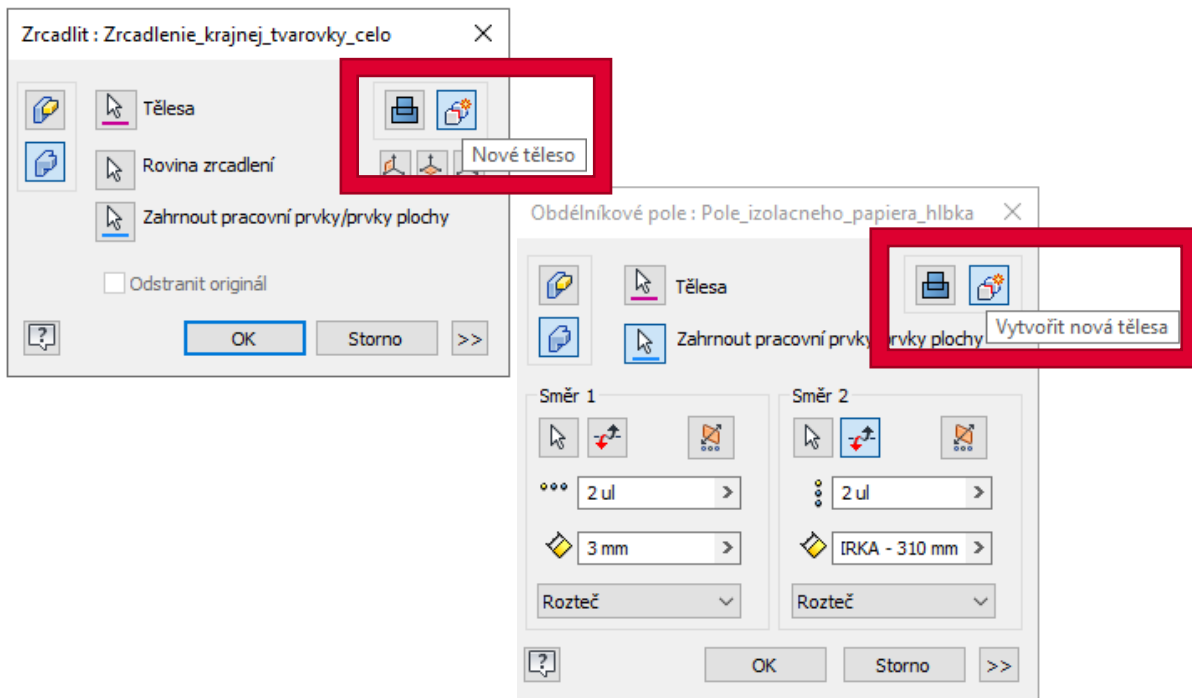 Zrcadlit : Zrcadlenie_krajnej_tvarovky_celo
Tělesa
Nové těleso
Rovina zrcadlení
Zahrnout pracovní prvky/prvky plochy
Odstranit originál
OK Storno >>
Obdélníkové pole : Pole_izolacneho_papiera_hlbka
Tělesa
Vytvořit nová tělesa
Zahrnout pracovní prvky/prvky plochy
Směr 1 Směr 2
2 ul > 2 ul >
3 mm > IRKA - 310 mm >
Rozteč Rozteč
OK Storno >>